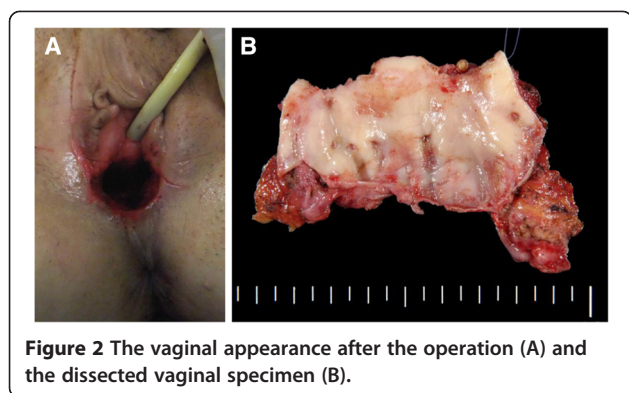 A
B
Figure 2 The vaginal appearance after the operation (A) and
the dissected vaginal specimen (B).